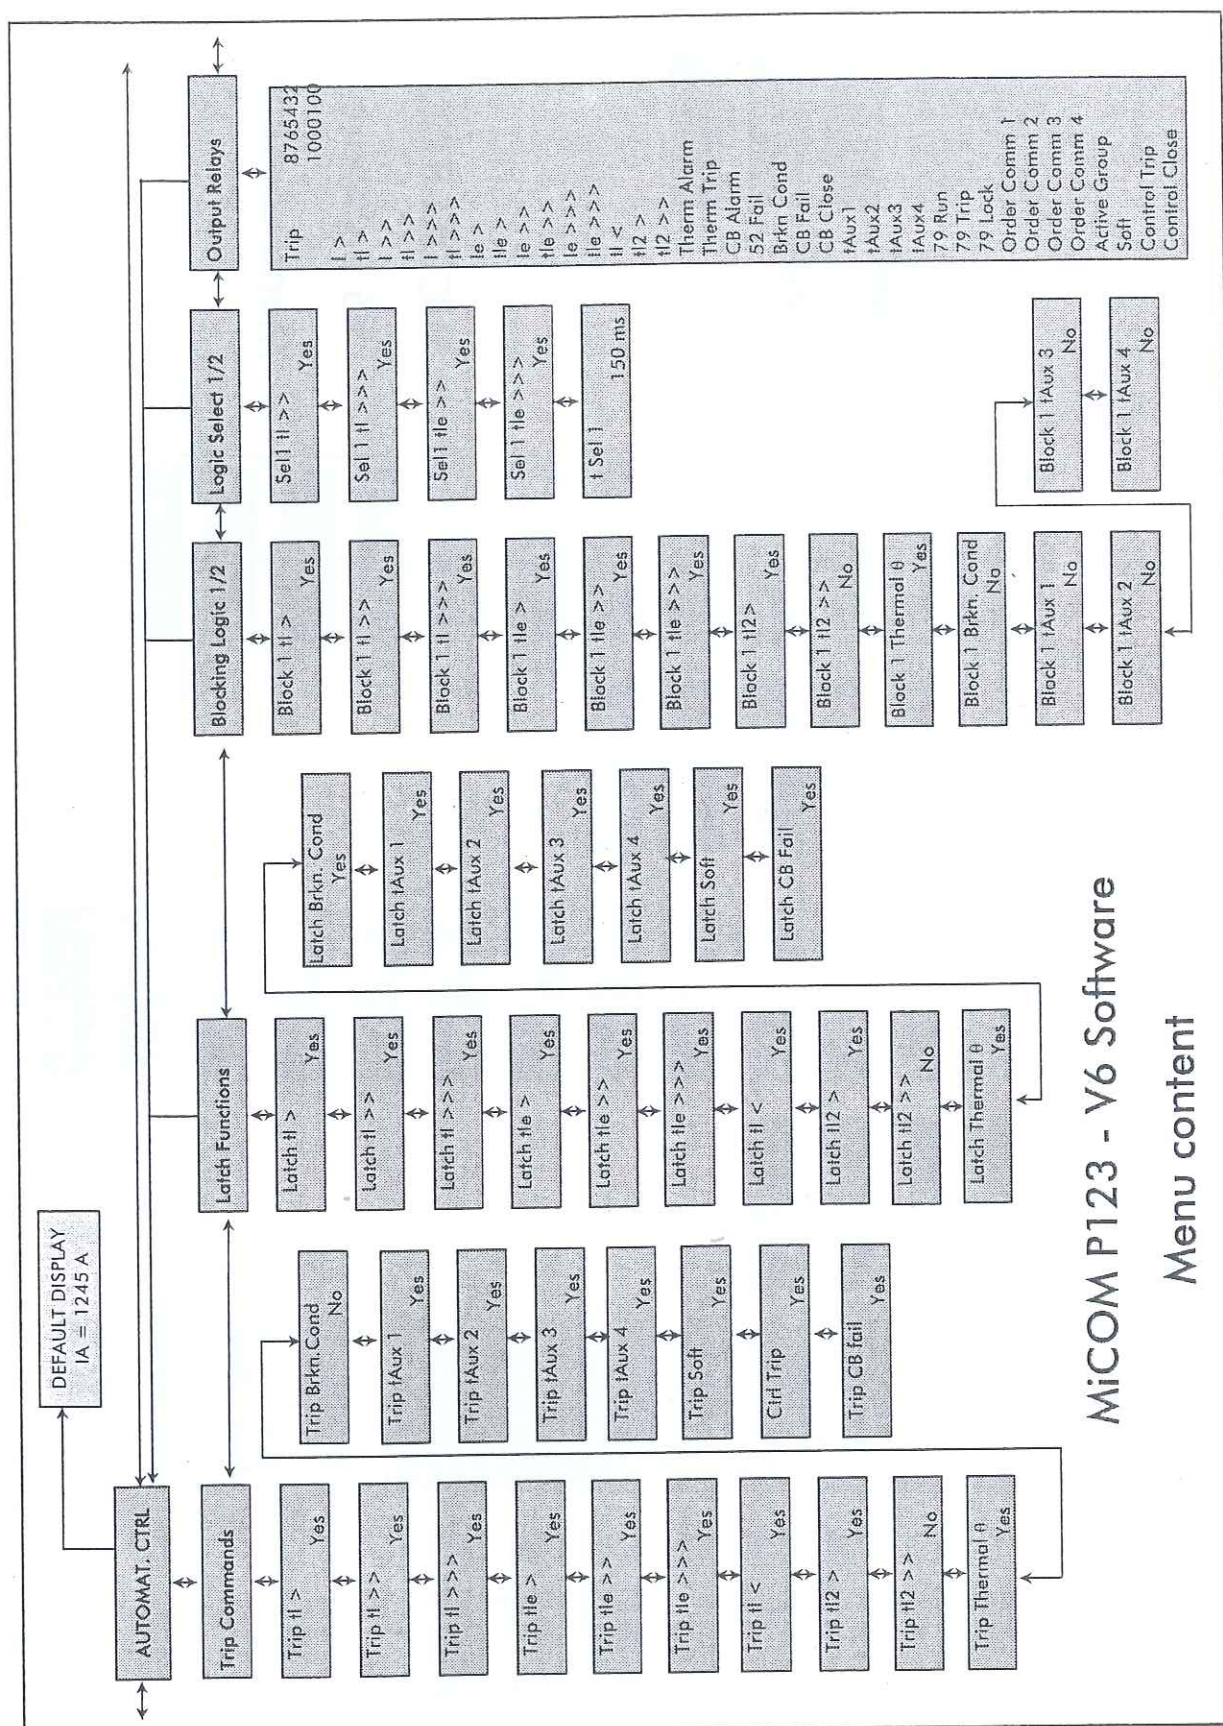 DEFAULT DISPLAY
IA = 1245 A
AUTOMAT. CTRL
Trip Commands
Trip tI >
Yes
Trip tI >>
Yes
Trip tI >>>
Yes
Trip tIe >
Yes
Trip tIe >>
Yes
Trip tIe >>>
Yes
Trip tI <
Yes
Trip tI2 >
Yes
Trip tI2 >>
No
Trip Thermal θ
Yes
Trip Brkn.Cond
No
Trip tAux 1
Yes
Trip tAux 2
Yes
Trip tAux 3
Yes
Trip tAux 4
Yes
Trip Soft
Yes
Ctrl Trip
Yes
Trip CB fail
Yes
Latch Functions
Latch tI >
Yes
Latch tI >>
Yes
Latch tI >>>
Yes
Latch tIe >
Yes
Latch tIe >>
Yes
Latch tIe >>>
Yes
Latch tI <
Yes
Latch tI2 >
Yes
Latch tI2 >>
No
Latch Thermal θ
Yes
Latch Brkn. Cond
Yes
Latch tAux 1
Yes
Latch tAux 2
Yes
Latch tAux 3
Yes
Latch tAux 4
Yes
Latch Soft
Yes
Latch CB Fail
Yes
Blocking Logic 1/2
Block 1 tI >
Yes
Block 1 tI >>
Yes
Block 1 tI >>>
Yes
Block 1 tIe >
Yes
Block 1 tIe >>
Yes
Block 1 tIe >>>
Yes
Block 1 tI2>
Yes
Block 1 tI2 >>
No
Block 1 Thermal θ
Yes
Block 1 Brkn. Cond
No
Block 1 tAux 1
No
Block 1 tAux 2
No
Block 1 tAux 3
No
Block 1 tAux 4
No
Logic Select 1/2
Sel1 tI >>
Yes
Sel 1 tI >>>
Yes
Sel1 tIe >>
Yes
Sel 1 tIe >>>
Yes
t Sel 1
150 ms
Output Relays
Trip 8765432
1000100
I >
tI >
I >>
tI >>
I >>>
tI >>>
Ie >
tIe >
Ie >>
tIe >>
Ie >>>
tIe >>>
tI <
tI2 >
tI2 >>
Therm Alarm
Therm Trip
CB Alarm
52 Fail
Brkn Cond
CB Fail
CB Close
tAux1
tAux2
tAux3
tAux4
79 Run
79 Trip
79 Lock
Order Comm 1
Order Comm 2
Order Comm 3
Order Comm 4
Active Group
Soft
Control Trip
Control Close
MiCOM P123 - V6 Software
Menu content